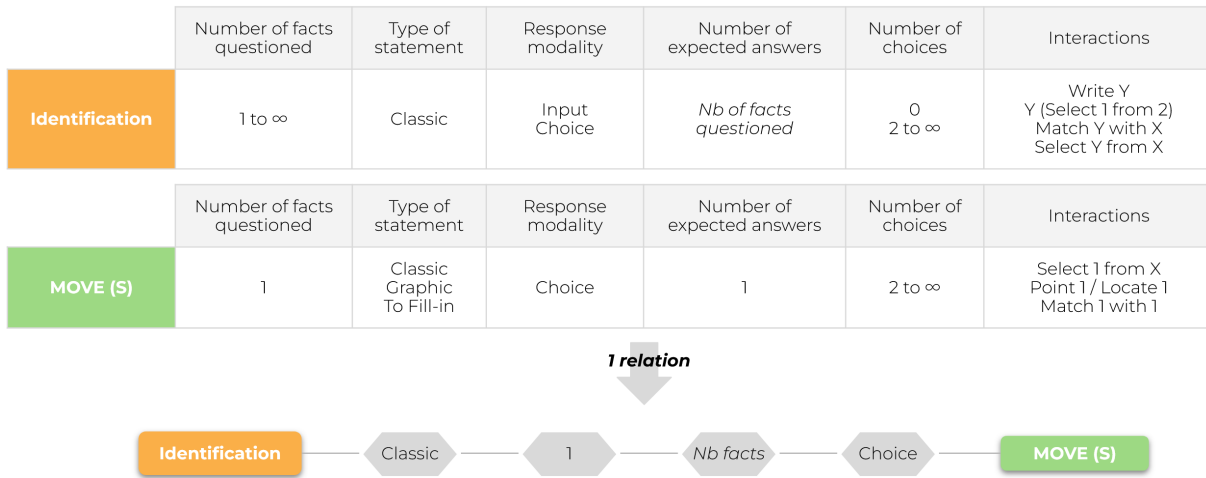 Number of facts
questioned
Type of
statement
Response
modality
Number of
expected answers
Number of
choices
Interactions
Identification
1 to ∞
Classic
Input
Choice
Nb of facts
questioned
0
2 to ∞
Write Y
Y (Select 1 from 2)
Match Y with X
Select Y from X
Number of facts
questioned
Type of
statement
Response
modality
Number of
expected answers
Number of
choices
Interactions
MOVE (S)
1
Classic
Graphic
To Fill-in
Choice
1
2 to ∞
Select 1 from X
Point 1 / Locate 1
Match 1 with 1
1 relation
Identification
Classic
1
Nb facts
Choice
MOVE (S)